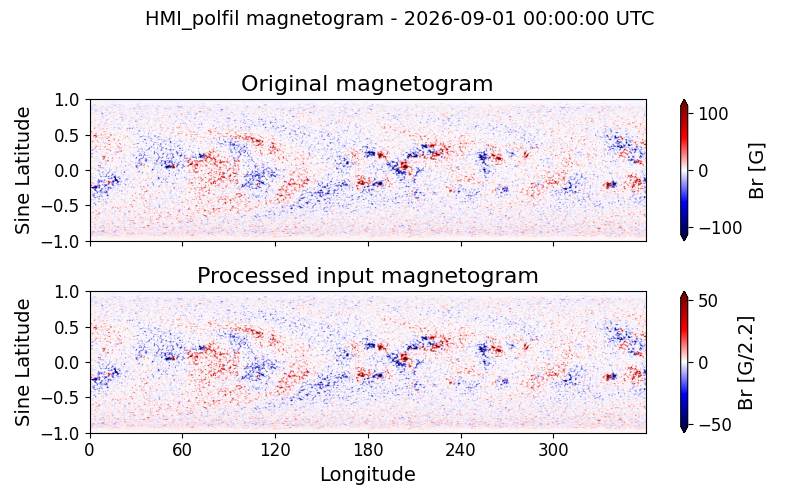 HMI_polfil magnetogram - 2026-09-01 00:00:00 UTC
Original magnetogram
1.0
0.5
0.0
−0.5
−1.0
Sine Latitude
100
0
−100
Br [G]
Processed input magnetogram
1.0
0.5
0.0
−0.5
−1.0
Sine Latitude
0
60
120
180
240
300
Longitude
50
0
−50
Br [G/2.2]